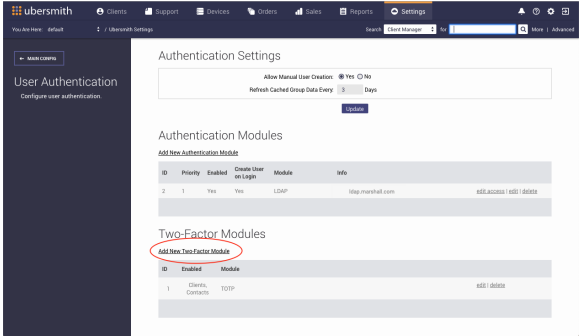 ubersmith Clients Support Devices Orders Sales Reports Settings
You Are Here: default / Ubersmith Settings Search Client Manager for More | Advanced
← MAIN CONFIG
User Authentication
Configure user authentication.
Authentication Settings
Allow Manual User Creation: Yes No
Refresh Cached Group Data Every: 3 Days
Update
Authentication Modules
Add New Authentication Module
ID Priority Enabled Create User on Login Module Info
2 1 Yes Yes LDAP ldap.marshall.com edit access | edit | delete
Two-Factor Modules
Add New Two-Factor Module
ID Enabled Module
1 Clients, Contacts TOTP edit | delete